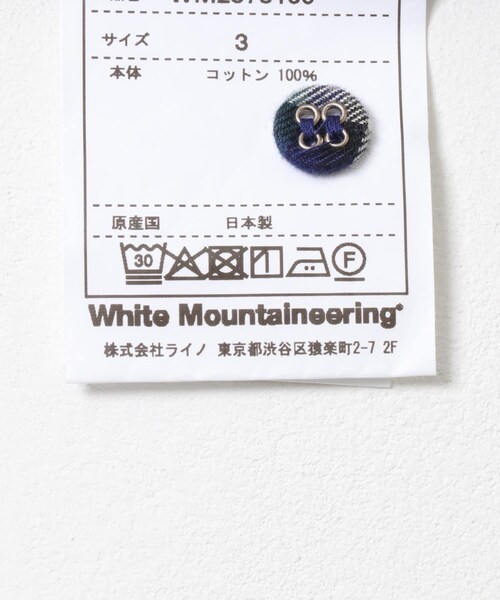 サイズ 3
本体 コットン 100%
原産国 日本製
30 F
White Mountaineering
株式会社ライノ 東京都渋谷区猿楽町2-7 2F